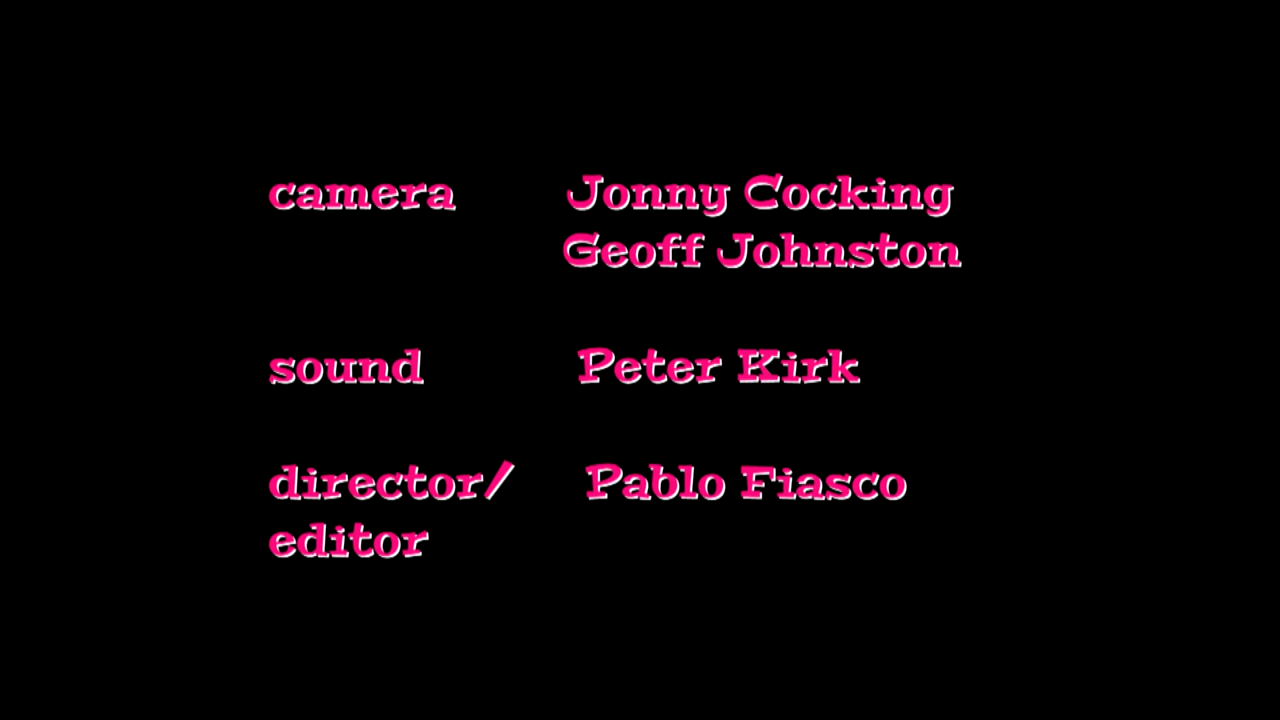 camera Jonny Cocking
Geoff Johnston
sound Peter Kirk
director/ Pablo Fiasco
editor